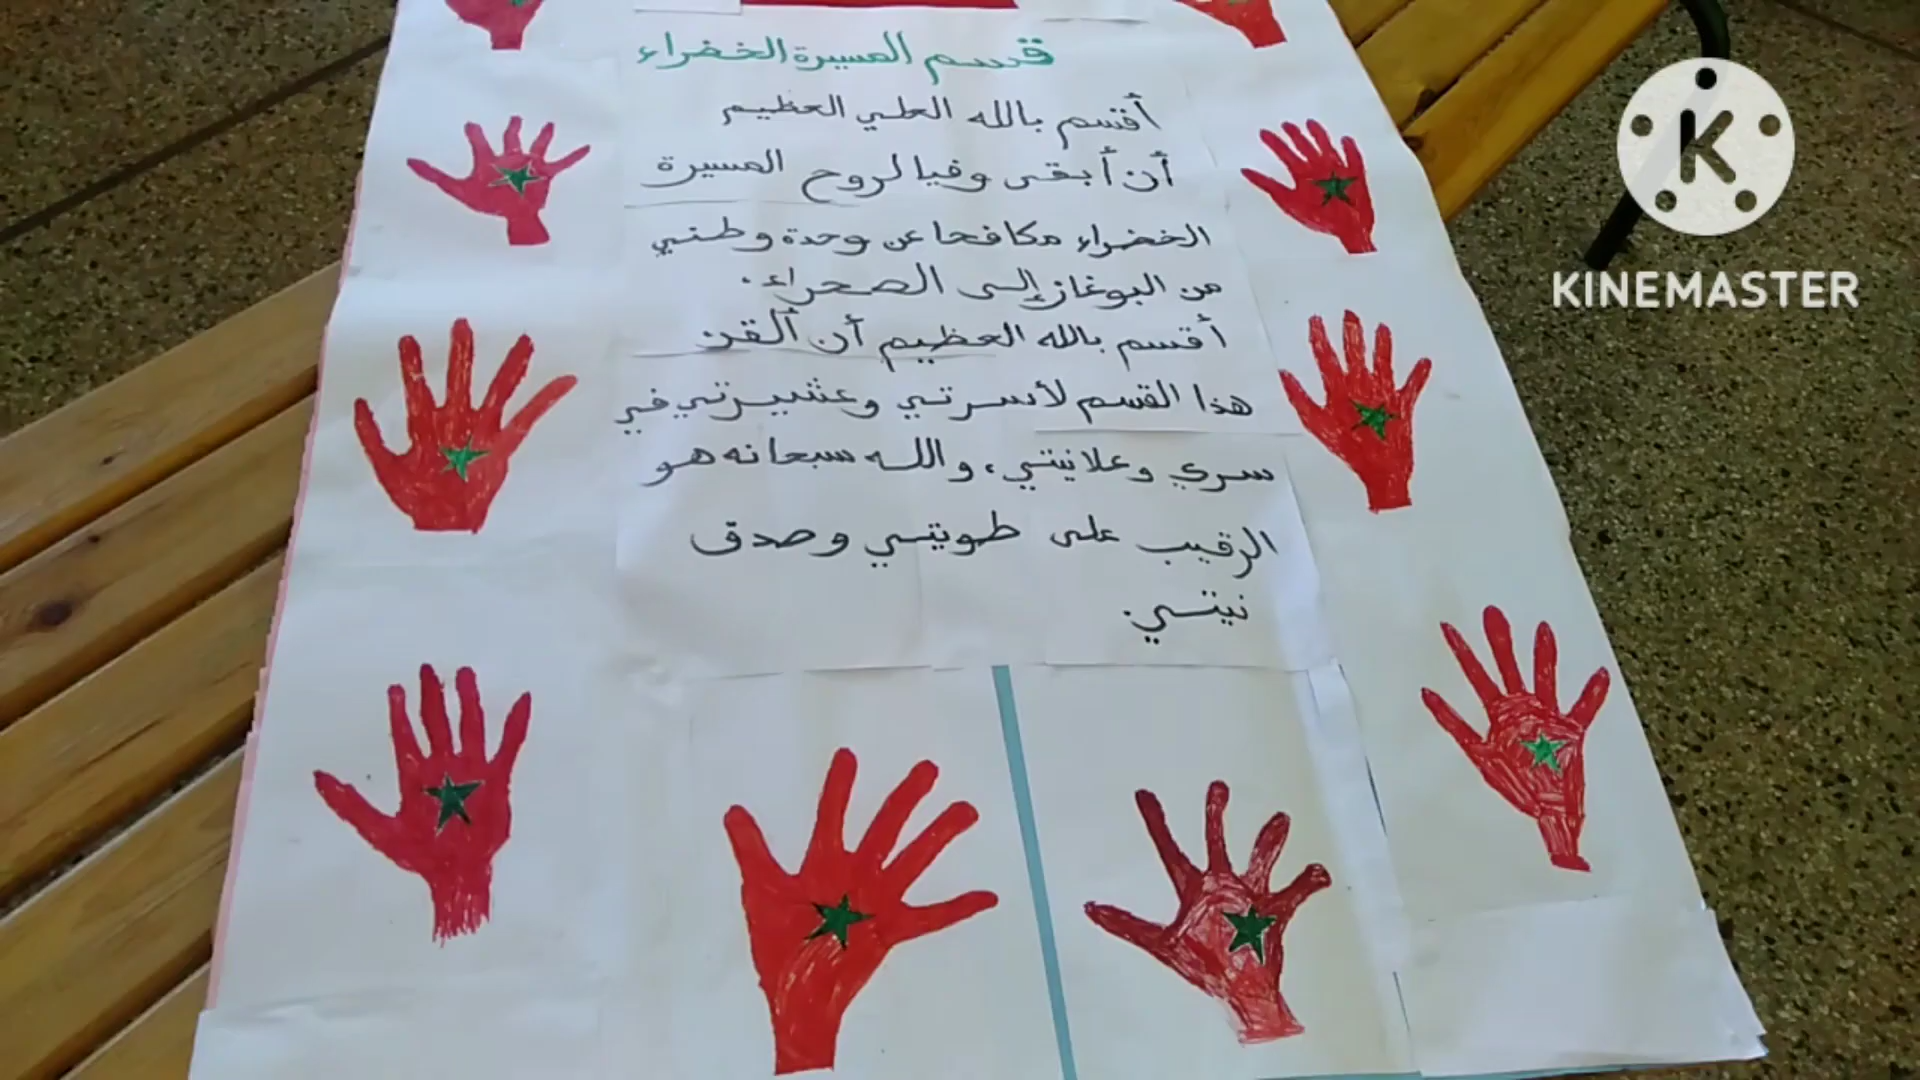 قسم المسيرة الخضراء
أقسم بالله العلي العظيم
أن أبقى وفيا لروح المسيرة
الخضراء مكافحا عن وحدة وطني
من البوغاز إلى الصحراء.
أقسم بالله العظيم أن ألقن
هذا القسم لأسرتي وعشيرتي في
سري وعلانيتي، والله سبحانه هو
الرقيب على طويتي وصدق
نيتي.
KINEMASTER